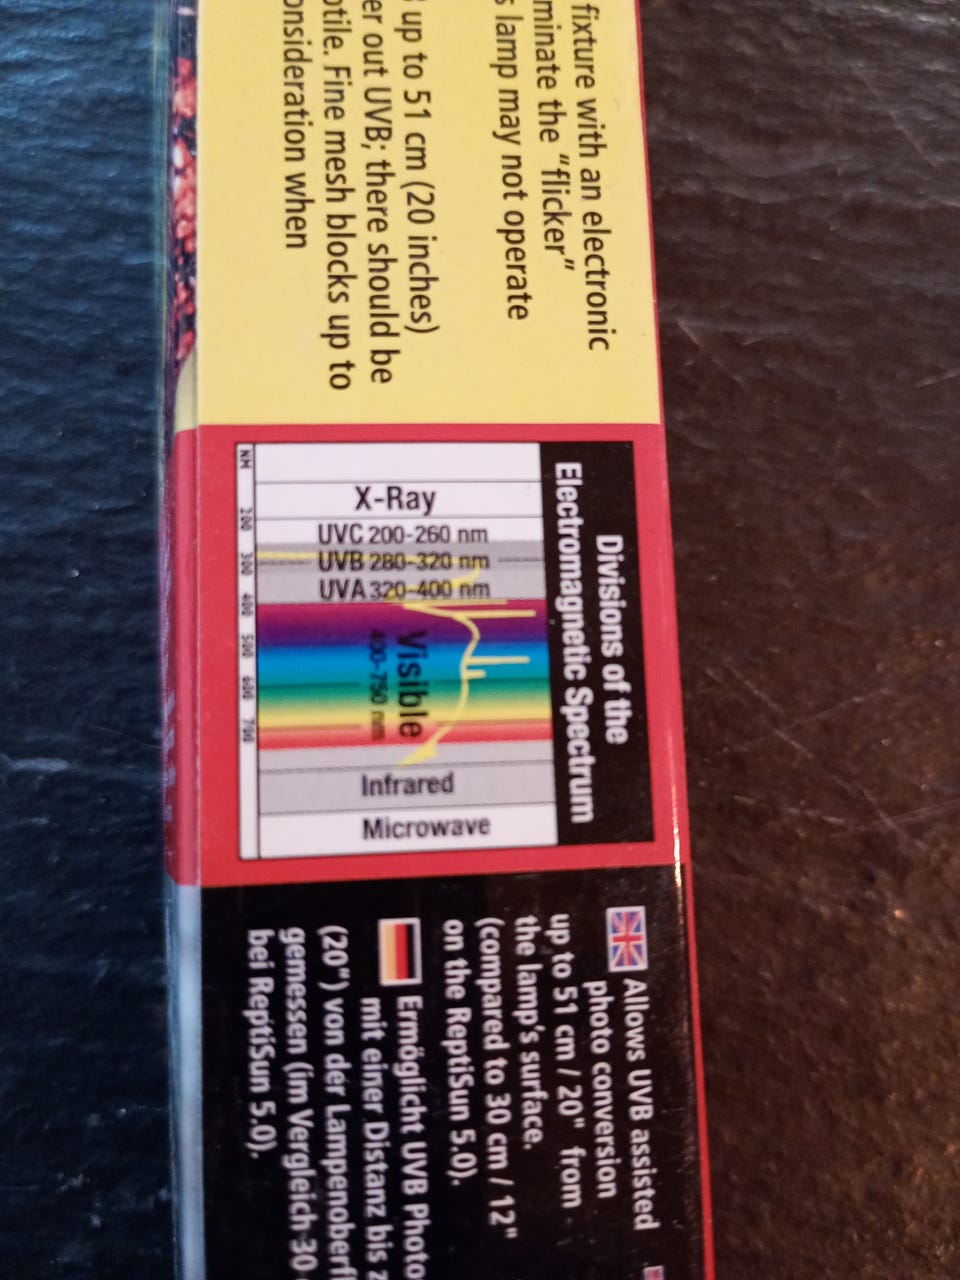 fixture with an electronic
minate the "flicker"
s lamp may not operate
up to 51 cm (20 inches)
er out UVB; there should be
ptile. Fine mesh blocks up to
onsideration when
Divisions of the
Electromagnetic Spectrum
X-Ray
UVC 200-260 nm
UVB 280-320 nm
UVA 320-400 nm
Visible
400-750 nm
Infrared
Microwave
NM 200 300 400 500 600 700
Allows UVB assisted
photo conversion
up to 51 cm / 20" from
the lamp's surface.
(compared to 30 cm / 12"
on the ReptiSun 5.0).
Ermöglicht UVB Photo
mit einer Distanz bis z
(20") von der Lampenoberfl
gemessen (im Vergleich 30
bei ReptiSun 5.0).